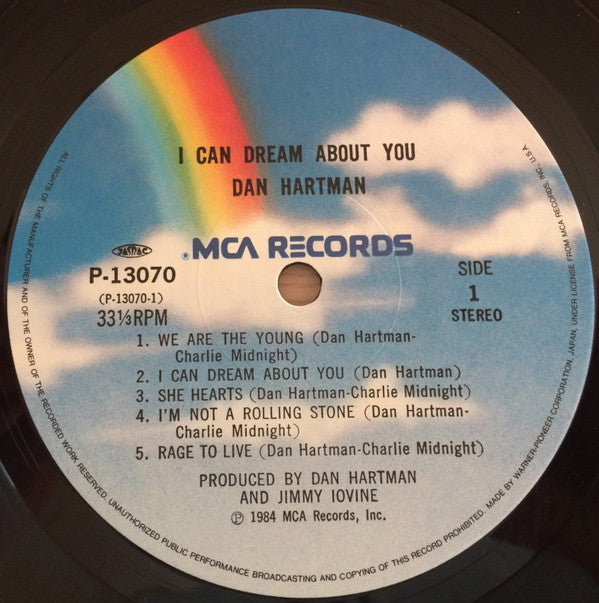 I CAN DREAM ABOUT YOU
DAN HARTMAN
® MCA RECORDS
JASRAC
P-13070
(P-13070-1)
33⅓RPM
SIDE
1
STEREO
1. WE ARE THE YOUNG (Dan Hartman-
Charlie Midnight)
2. I CAN DREAM ABOUT YOU (Dan Hartman)
3. SHE HEARTS (Dan Hartman-Charlie Midnight)
4. I'M NOT A ROLLING STONE (Dan Hartman-
Charlie Midnight)
5. RAGE TO LIVE (Dan Hartman-Charlie Midnight)
PRODUCED BY DAN HARTMAN
AND JIMMY IOVINE
℗ 1984 MCA Records, Inc.
ALL RIGHTS OF THE MANUFACTURER AND OF THE OWNER OF THE RECORDED WORK RESERVED. UNAUTHORIZED PUBLIC PERFORMANCE BROADCASTING AND COPYING OF THIS RECORD PROHIBITED. MADE BY WARNER-PIONEER CORPORATION, JAPAN, UNDER LICENSE FROM MCA RECORDS INC., U.S.A.